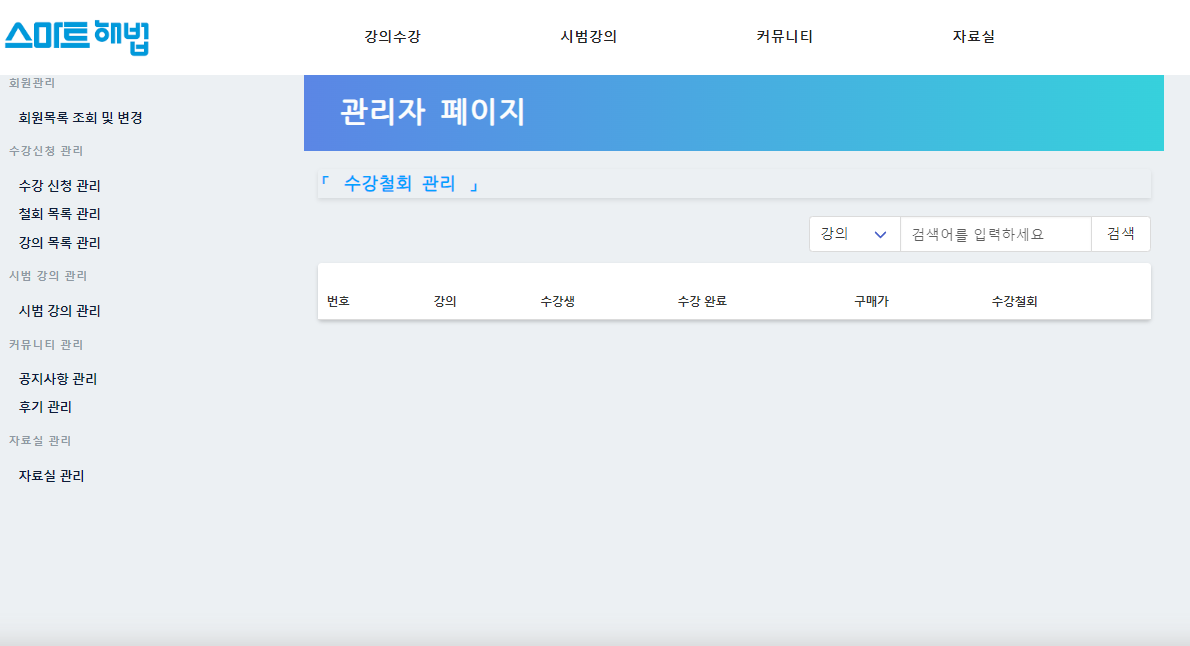 스마트해법
강의수강 시범강의 커뮤니티 자료실
회원관리
회원목록 조회 및 변경
수강신청 관리
수강 신청 관리
철회 목록 관리
강의 목록 관리
시범 강의 관리
시범 강의 관리
커뮤니티 관리
공지사항 관리
후기 관리
자료실 관리
자료실 관리
관리자 페이지
「 수강철회 관리 」
강의 검색어를 입력하세요 검색
번호 강의 수강생 수강 완료 구매가 수강철회